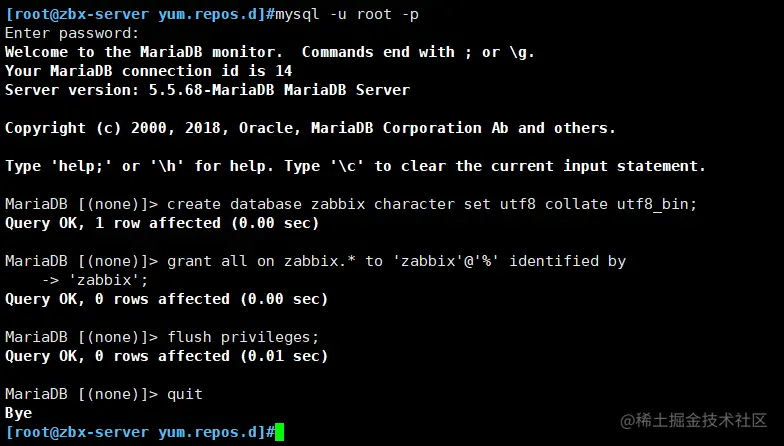 [root@zbx-server yum.repos.d]#mysql -u root -p
Enter password:
Welcome to the MariaDB monitor.  Commands end with ; or \g.
Your MariaDB connection id is 14
Server version: 5.5.68-MariaDB MariaDB Server
Copyright (c) 2000, 2018, Oracle, MariaDB Corporation Ab and others.
Type 'help;' or '\h' for help. Type '\c' to clear the current input statement.
MariaDB [(none)]> create database zabbix character set utf8 collate utf8_bin;
Query OK, 1 row affected (0.00 sec)
MariaDB [(none)]> grant all on zabbix.* to 'zabbix'@'%' identified by
    -> 'zabbix';
Query OK, 0 rows affected (0.00 sec)
MariaDB [(none)]> flush privileges;
Query OK, 0 rows affected (0.01 sec)
MariaDB [(none)]> quit
Bye
[root@zbx-server yum.repos.d]#
@稀土掘金技术社区